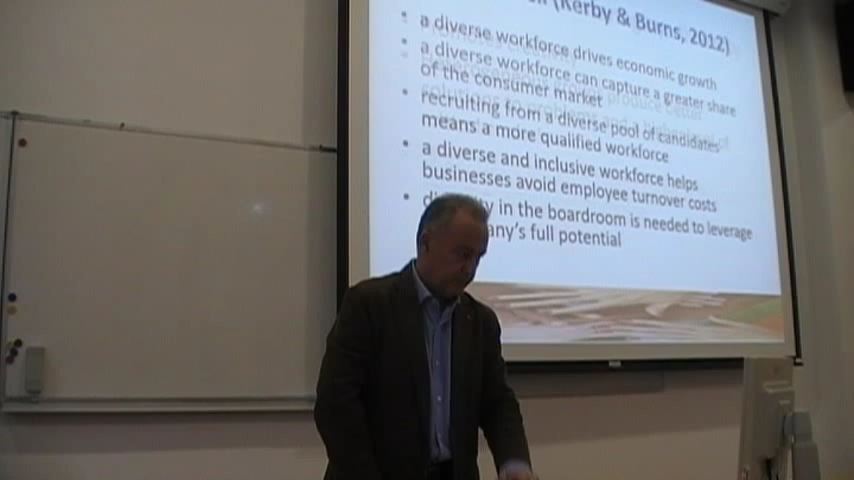 (Kerby & Burns, 2012)
• a diverse workforce drives economic growth
• a diverse workforce can capture a greater share
of the consumer market
• recruiting from a diverse pool of candidates
means a more qualified workforce
• a diverse and inclusive workforce helps
businesses avoid employee turnover costs
• in the boardroom is needed to leverage
full potential